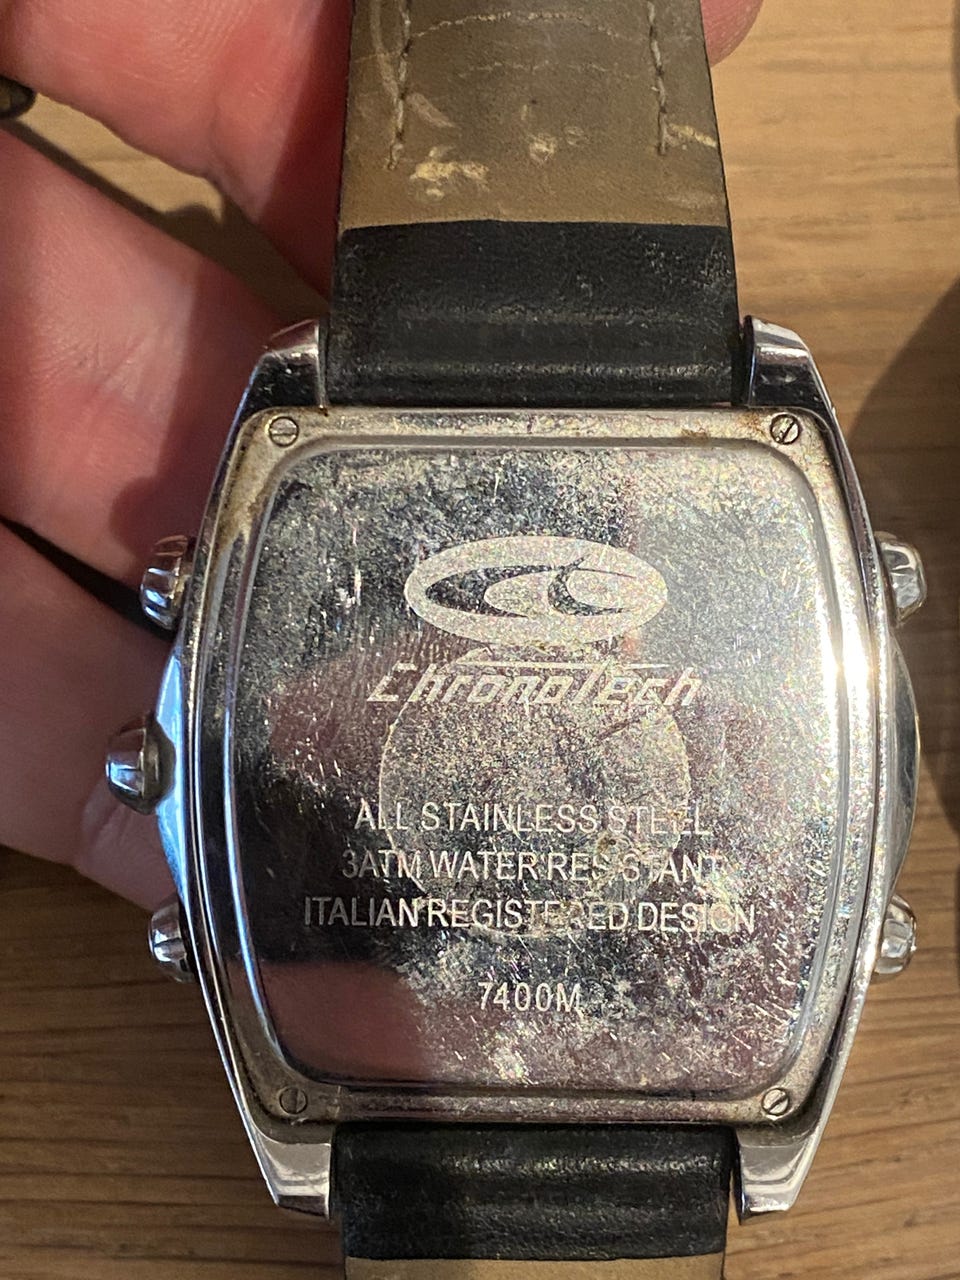 ChronoTech
ALL STAINLESS STEEL
3ATM WATER RESISTANT
ITALIAN REGISTERED DESIGN
7400M